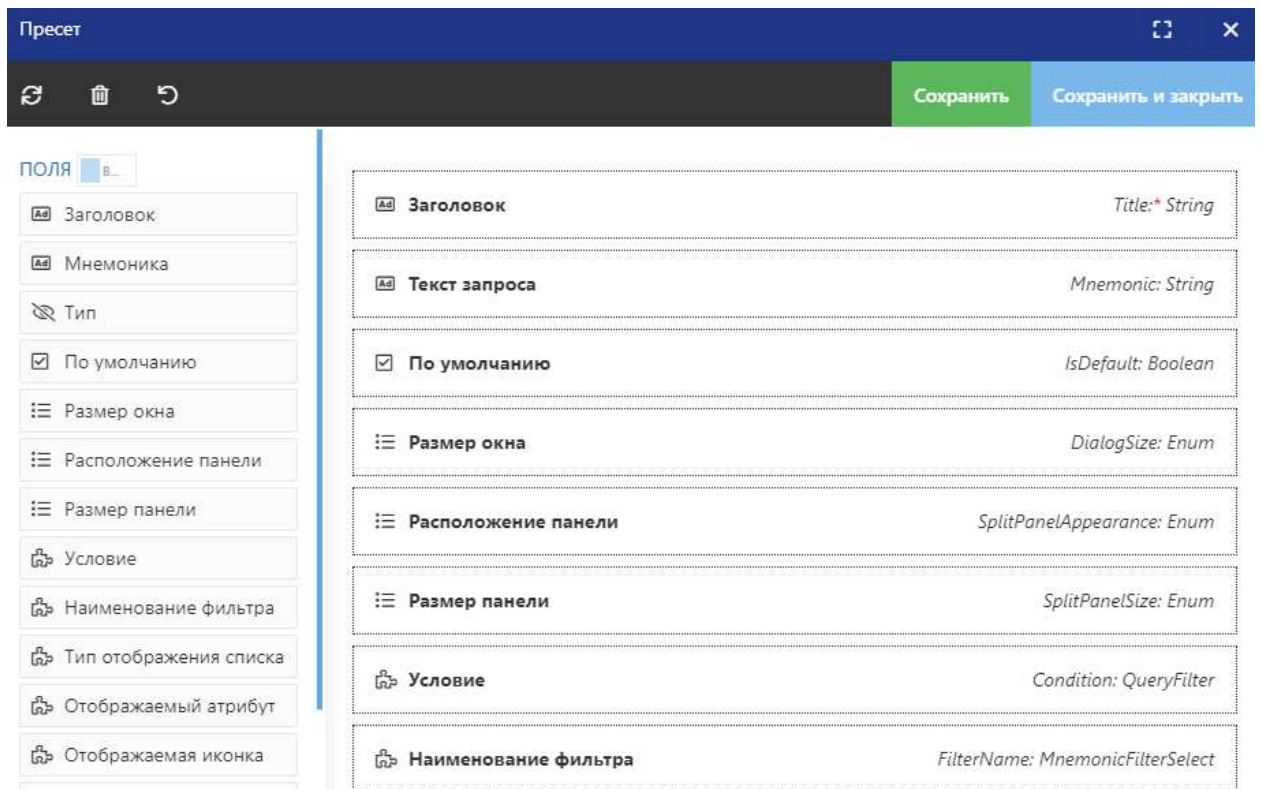 Пресет
Сохранить
Сохранить и закрыть
ПОЛЯ В...
Заголовок
Мнемоника
Тип
По умолчанию
Размер окна
Расположение панели
Размер панели
Условие
Наименование фильтра
Тип отображения списка
Отображаемый атрибут
Отображаемая иконка
Заголовок Title:* String
Текст запроса Mnemonic: String
По умолчанию IsDefault: Boolean
Размер окна DialogSize: Enum
Расположение панели SplitPanelAppearance: Enum
Размер панели SplitPanelSize: Enum
Условие Condition: QueryFilter
Наименование фильтра FilterName: MnemonicFilterSelect